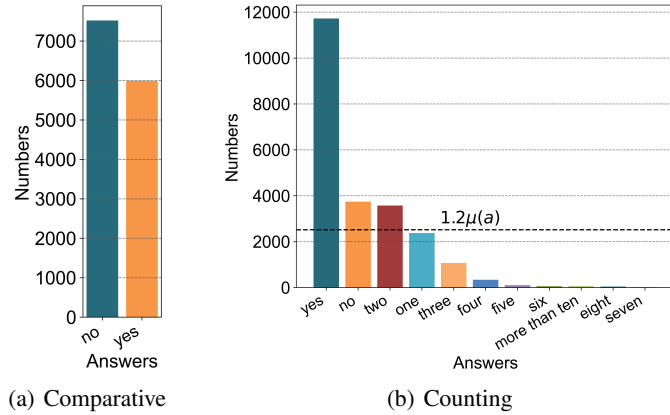 7000
6000
5000
4000
3000
2000
1000
0
Numbers
no
yes
Answers
(a) Comparative
12000
10000
8000
6000
4000
2000
0
Numbers
1.2μ(a)
yes
no
two
one
three
four
five
six
more than ten
eight
seven
Answers
(b) Counting